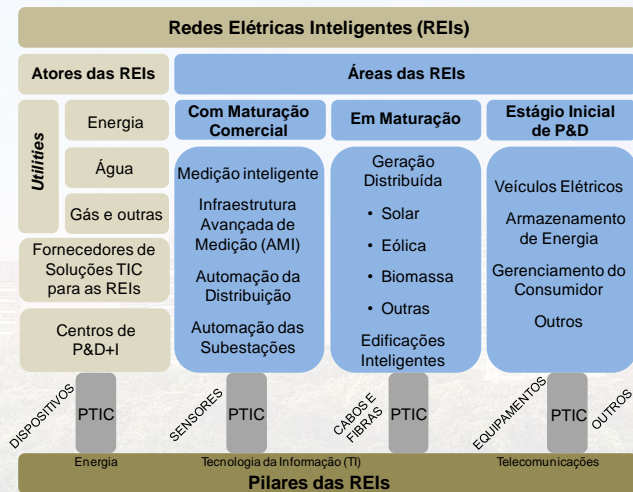 Redes Elétricas Inteligentes (REIs)
Atores das REIs
Áreas das REIs
Utilities
Energia
Água
Gás e outras
Fornecedores de
Soluções TIC
para as REIs
Centros de
P&D+I
Com Maturação
Comercial
Medição inteligente
Infraestrutura
Avançada de
Medição (AMI)
Automação da
Distribuição
Automação das
Subestações
Em Maturação
Geração
Distribuída
• Solar
• Eólica
• Biomassa
• Outras
Edificações
Inteligentes
Estágio Inicial
de P&D
Veículos Elétricos
Armazenamento
de Energia
Gerenciamento do
Consumidor
Outros
DISPOSITIVOS
PTIC
SENSORES
PTIC
CABOS E
FIBRAS
PTIC
EQUIPAMENTOS
PTIC
OUTROS
Energia
Tecnologia da Informação (TI)
Telecomunicações
Pilares das REIs